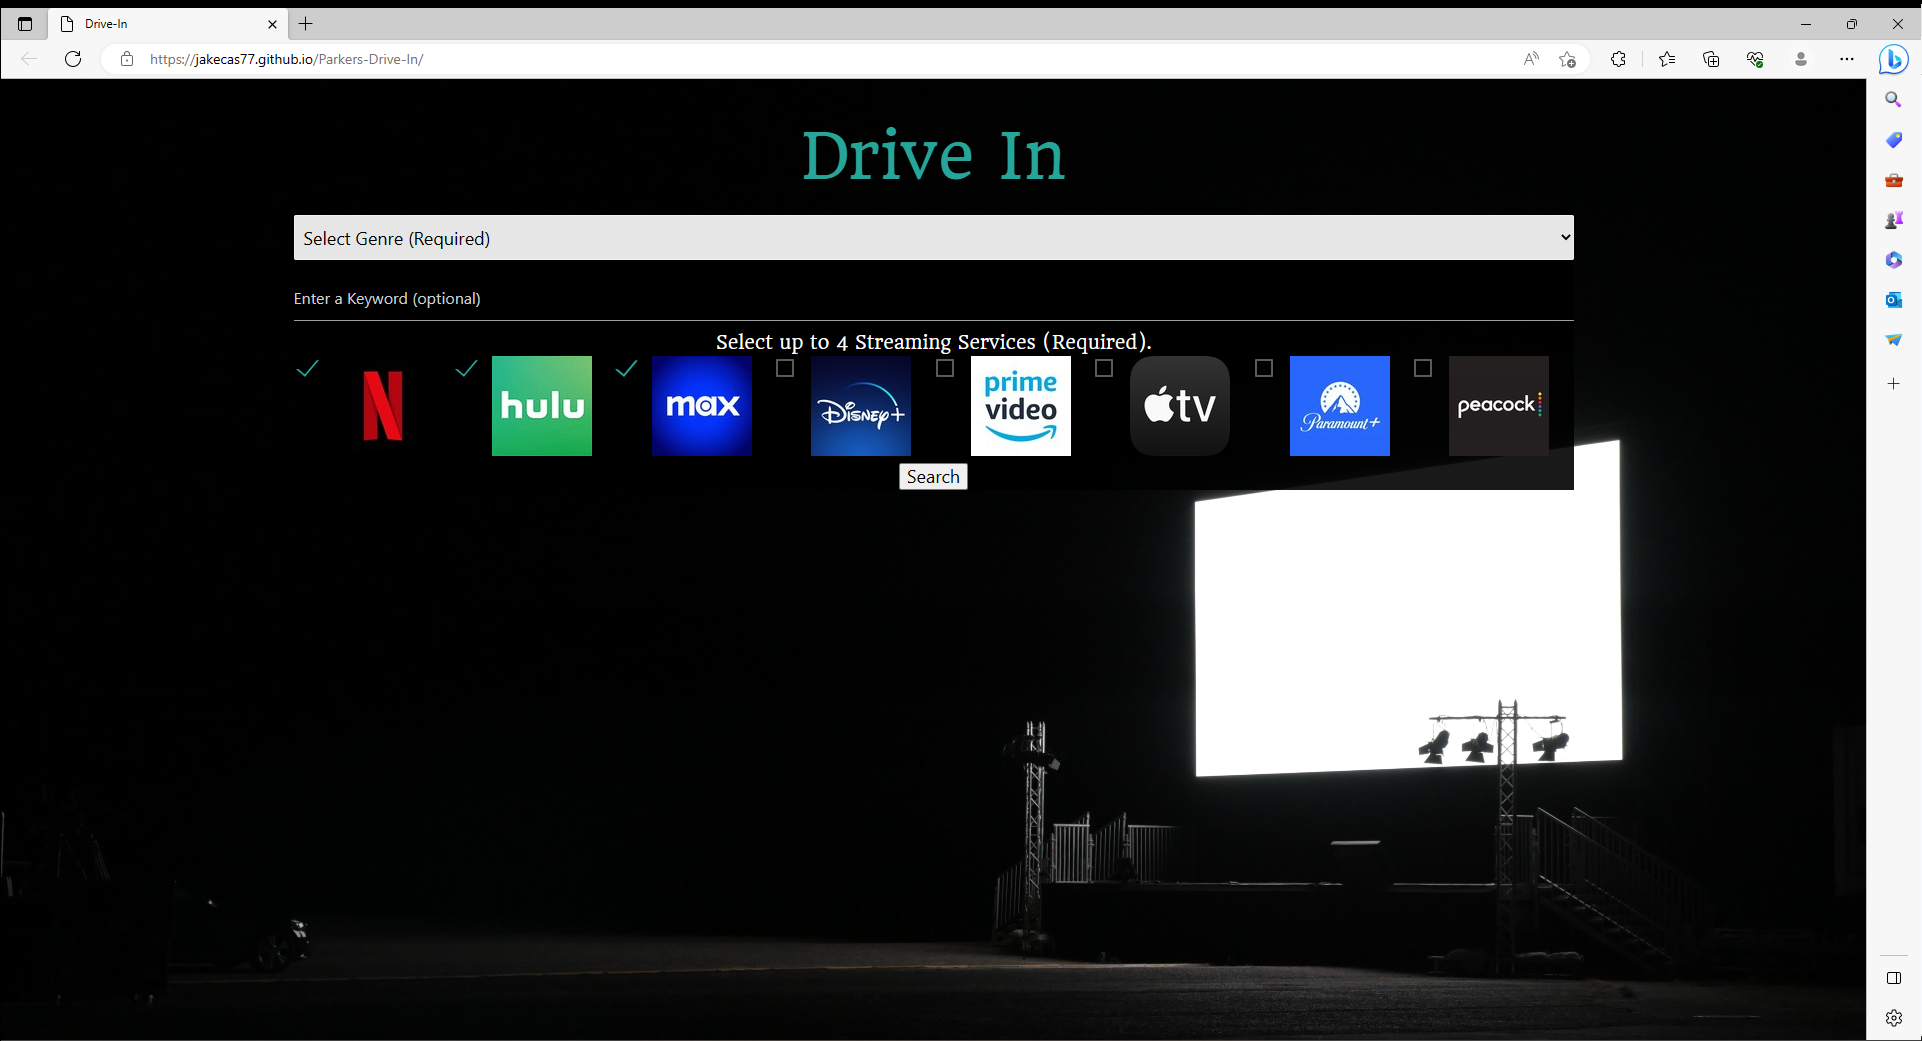 Drive-In
https://jakecas77.github.io/Parkers-Drive-In/
Drive In
Select Genre (Required)
Enter a Keyword (optional)
Select up to 4 Streaming Services (Required).
N hulu max Disney+ prime video tv Paramount+ peacock
Search